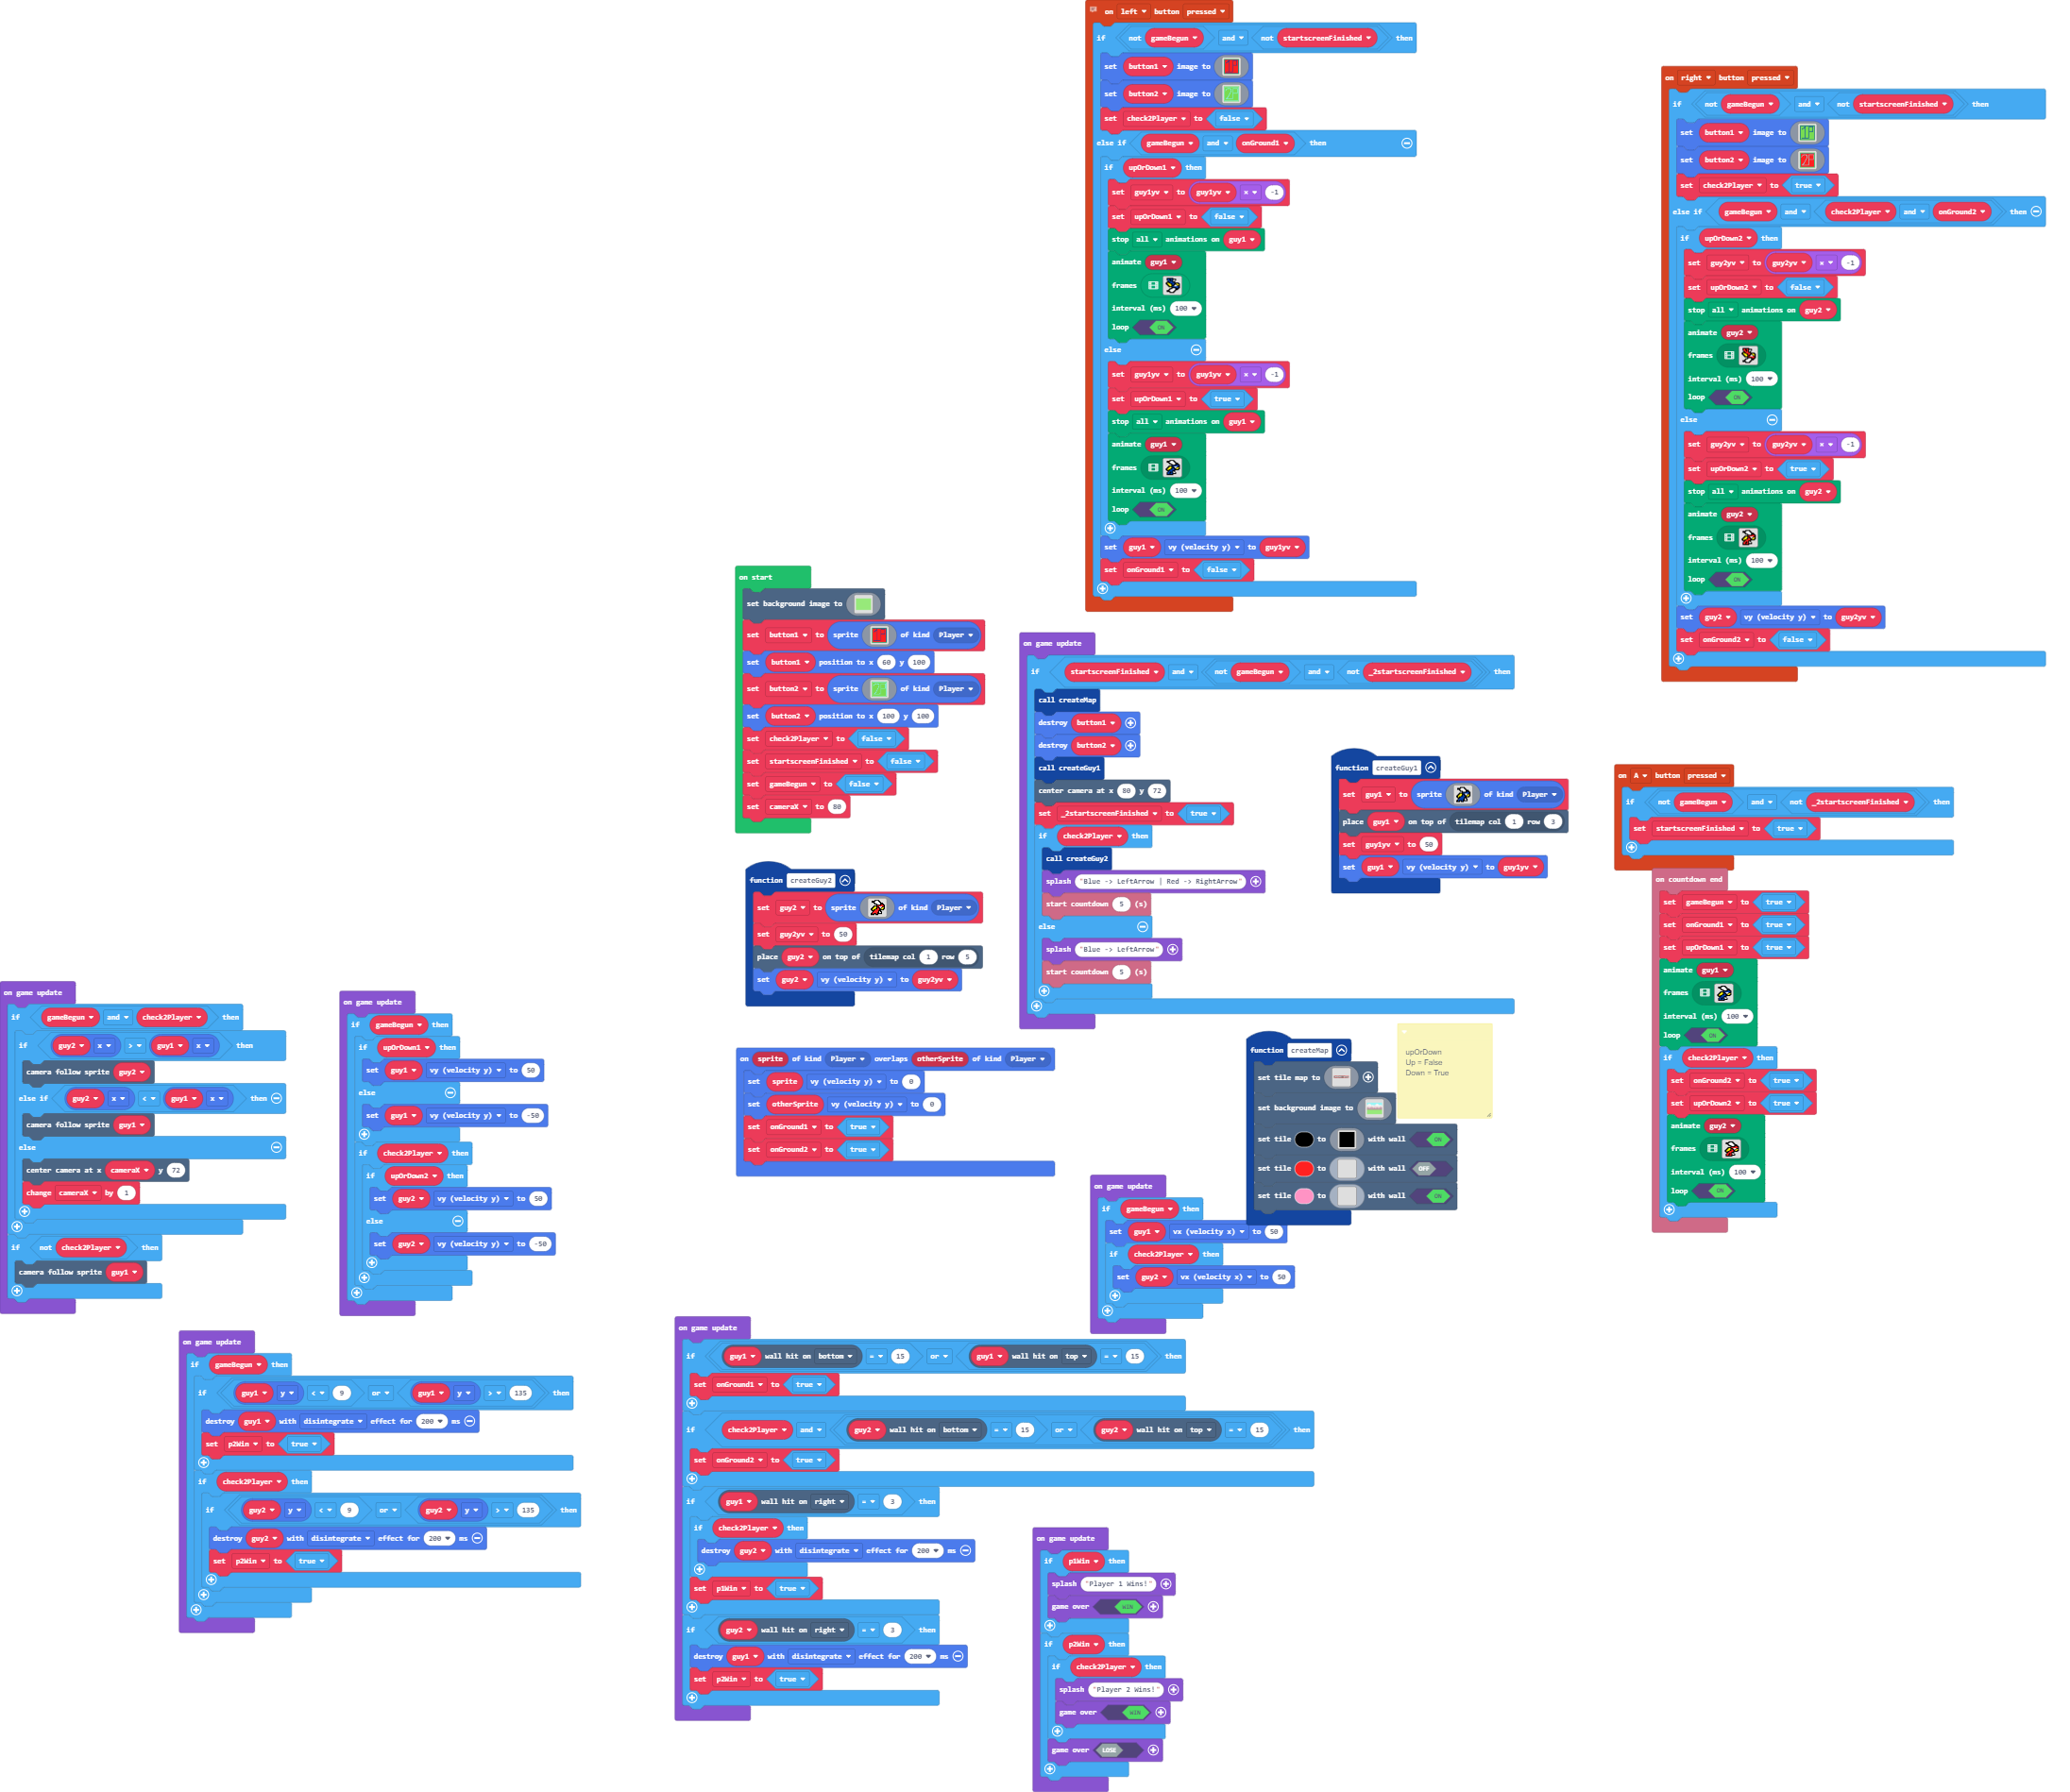 on left button pressed
if not gameBegun and not startscreenFinished then
set button1 image to
set button2 image to
set check2Player to false
else if gameBegun and onGround1 then
if upOrDown1 then
set guy1yv to guy1yv × -1
set upOrDown1 to false
stop all animations on guy1
animate guy1
frames
interval (ms) 100
loop ON
else
set guy1yv to guy1yv × -1
set upOrDown1 to true
stop all animations on guy1
animate guy1
frames
interval (ms) 100
loop ON
set guy1 vy (velocity y) to guy1yv
set onGround1 to false
on right button pressed
if not gameBegun and not startscreenFinished then
set button1 image to
set button2 image to
set check2Player to true
else if gameBegun and check2Player and onGround2 then
if upOrDown2 then
set guy2yv to guy2yv × -1
set upOrDown2 to false
stop all animations on guy2
animate guy2
frames
interval (ms) 100
loop ON
else
set guy2yv to guy2yv × -1
set upOrDown2 to true
stop all animations on guy2
animate guy2
frames
interval (ms) 100
loop ON
set guy2 vy (velocity y) to guy2yv
set onGround2 to false
on start
set background image to
set button1 to sprite of kind Player
set button1 position to x 60 y 100
set button2 to sprite of kind Player
set button2 position to x 100 y 100
set check2Player to false
set startscreenFinished to false
set gameBegun to false
set cameraX to 80
on game update
if startscreenFinished and not gameBegun and not _2startscreenFinished then
call createMap
destroy button1
destroy button2
call createGuy1
center camera at x 80 y 72
set _2startscreenFinished to true
if check2Player then
call createGuy2
splash "Blue -> LeftArrow | Red -> RightArrow"
start countdown 5 (s)
else
splash "Blue -> LeftArrow"
start countdown 5 (s)
function createGuy1
set guy1 to sprite of kind Player
place guy1 on top of tilemap col 1 row 3
set guy1yv to 50
set guy1 vy (velocity y) to guy1yv
on A button pressed
if not gameBegun and not _2startscreenFinished then
set startscreenFinished to true
on countdown end
set gameBegun to true
set onGround1 to true
set upOrDown1 to true
animate guy1
frames
interval (ms) 100
loop ON
if check2Player then
set onGround2 to true
set upOrDown2 to true
animate guy2
frames
interval (ms) 100
loop ON
function createGuy2
set guy2 to sprite of kind Player
set guy2yv to 50
place guy2 on top of tilemap col 1 row 5
set guy2 vy (velocity y) to guy2yv
on game update
if gameBegun and check2Player then
if guy2 x > guy1 x then
camera follow sprite guy2
else if guy2 x < guy1 x then
camera follow sprite guy1
else
center camera at x cameraX y 72
change cameraX by 1
if not check2Player then
camera follow sprite guy1
on game update
if gameBegun then
if upOrDown1 then
set guy1 vy (velocity y) to 50
else
set guy1 vy (velocity y) to -50
if check2Player then
if upOrDown2 then
set guy2 vy (velocity y) to 50
else
set guy2 vy (velocity y) to -50
on sprite of kind Player overlaps otherSprite of kind Player
set sprite vy (velocity y) to 0
set otherSprite vy (velocity y) to 0
set onGround1 to true
set onGround2 to true
function createMap
set tile map to
set background image to
set tile to with wall ON
set tile to with wall OFF
set tile to with wall ON
upOrDown
Up = False
Down = True
on game update
if gameBegun then
set guy1 vx (velocity x) to 50
if check2Player then
set guy2 vx (velocity x) to 50
on game update
if gameBegun then
if guy1 y < 9 or guy1 y > 135 then
destroy guy1 with disintegrate effect for 200 ms
set p2Win to true
if check2Player then
if guy2 y < 9 or guy2 y > 135 then
destroy guy2 with disintegrate effect for 200 ms
set p2Win to true
on game update
if guy1 wall hit on bottom = 15 or guy1 wall hit on top = 15 then
set onGround1 to true
if check2Player and guy2 wall hit on bottom = 15 or guy2 wall hit on top = 15 then
set onGround2 to true
if guy1 wall hit on right = 3 then
if check2Player then
destroy guy2 with disintegrate effect for 200 ms
set p1Win to true
if guy2 wall hit on right = 3 then
destroy guy1 with disintegrate effect for 200 ms
set p2Win to true
on game update
if p1Win then
splash "Player 1 Wins!"
game over WIN
if p2Win then
if check2Player then
splash "Player 2 Wins!"
game over WIN
game over LOSE